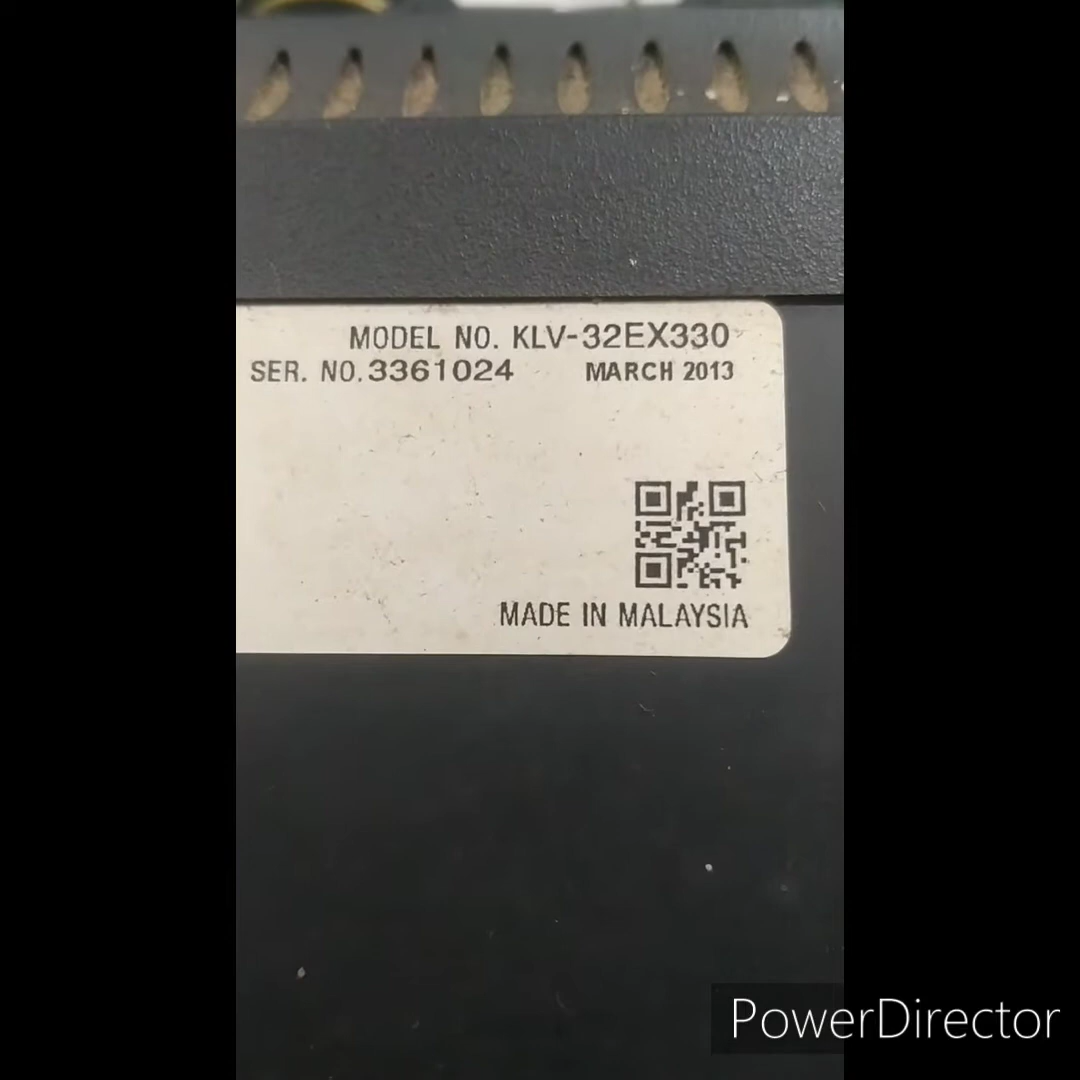 MODEL NO. KLV-32EX330
SER. NO. 3361024 MARCH 2013
MADE IN MALAYSIA
PowerDirector